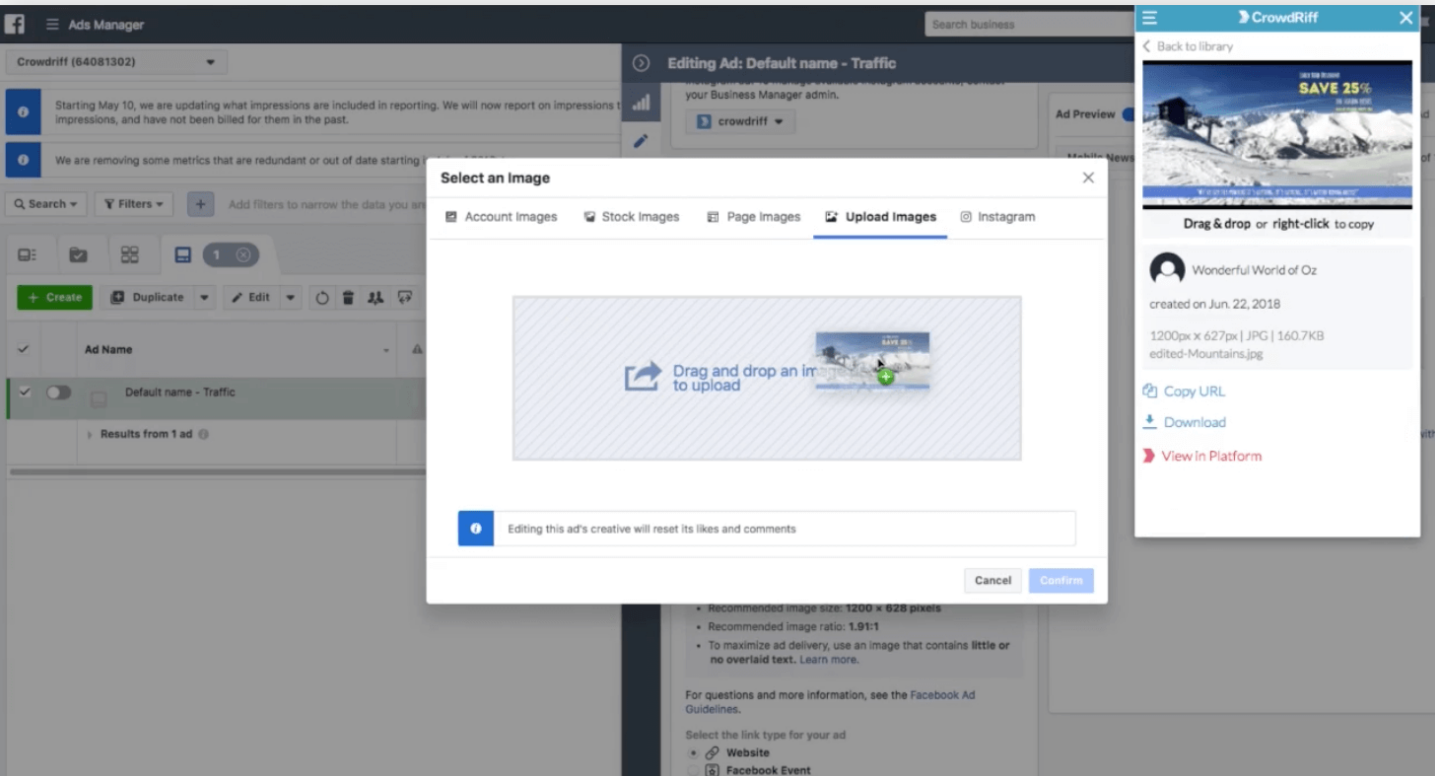 Ads Manager
Search business
Crowdriff (64081302)
Starting May 10, we are updating what impressions are included in reporting. We will now report on impressions t
impressions, and have not been billed for them in the past.
We are removing some metrics that are redundant or out of date starting
Search
Filters
Add filters to narrow the data you are
1
Create
Duplicate
Edit
Ad Name
Default name - Traffic
Results from 1 ad
Editing Ad: Default name - Traffic
your Business Manager admin.
crowdriff
Ad Preview
Mobile News
of
Select an Image
Account Images
Stock Images
Page Images
Upload Images
Instagram
Drag and drop an image
to upload
SAVE 25%
Editing this ad's creative will reset its likes and comments
Cancel
Confirm
Recommended image size: 1200 × 628 pixels
Recommended image ratio: 1.91:1
To maximize ad delivery, use an image that contains little or
no overlaid text. Learn more.
For questions and more information, see the Facebook Ad
Guidelines.
Select the link type for your ad
Website
Facebook Event
CrowdRiff
Back to library
SAVE 25%
Drag & drop or right-click to copy
Wonderful World of Oz
created on Jun. 22, 2018
1200px x 627px | JPG | 160.7KB
edited-Mountains.jpg
Copy URL
Download
View in Platform